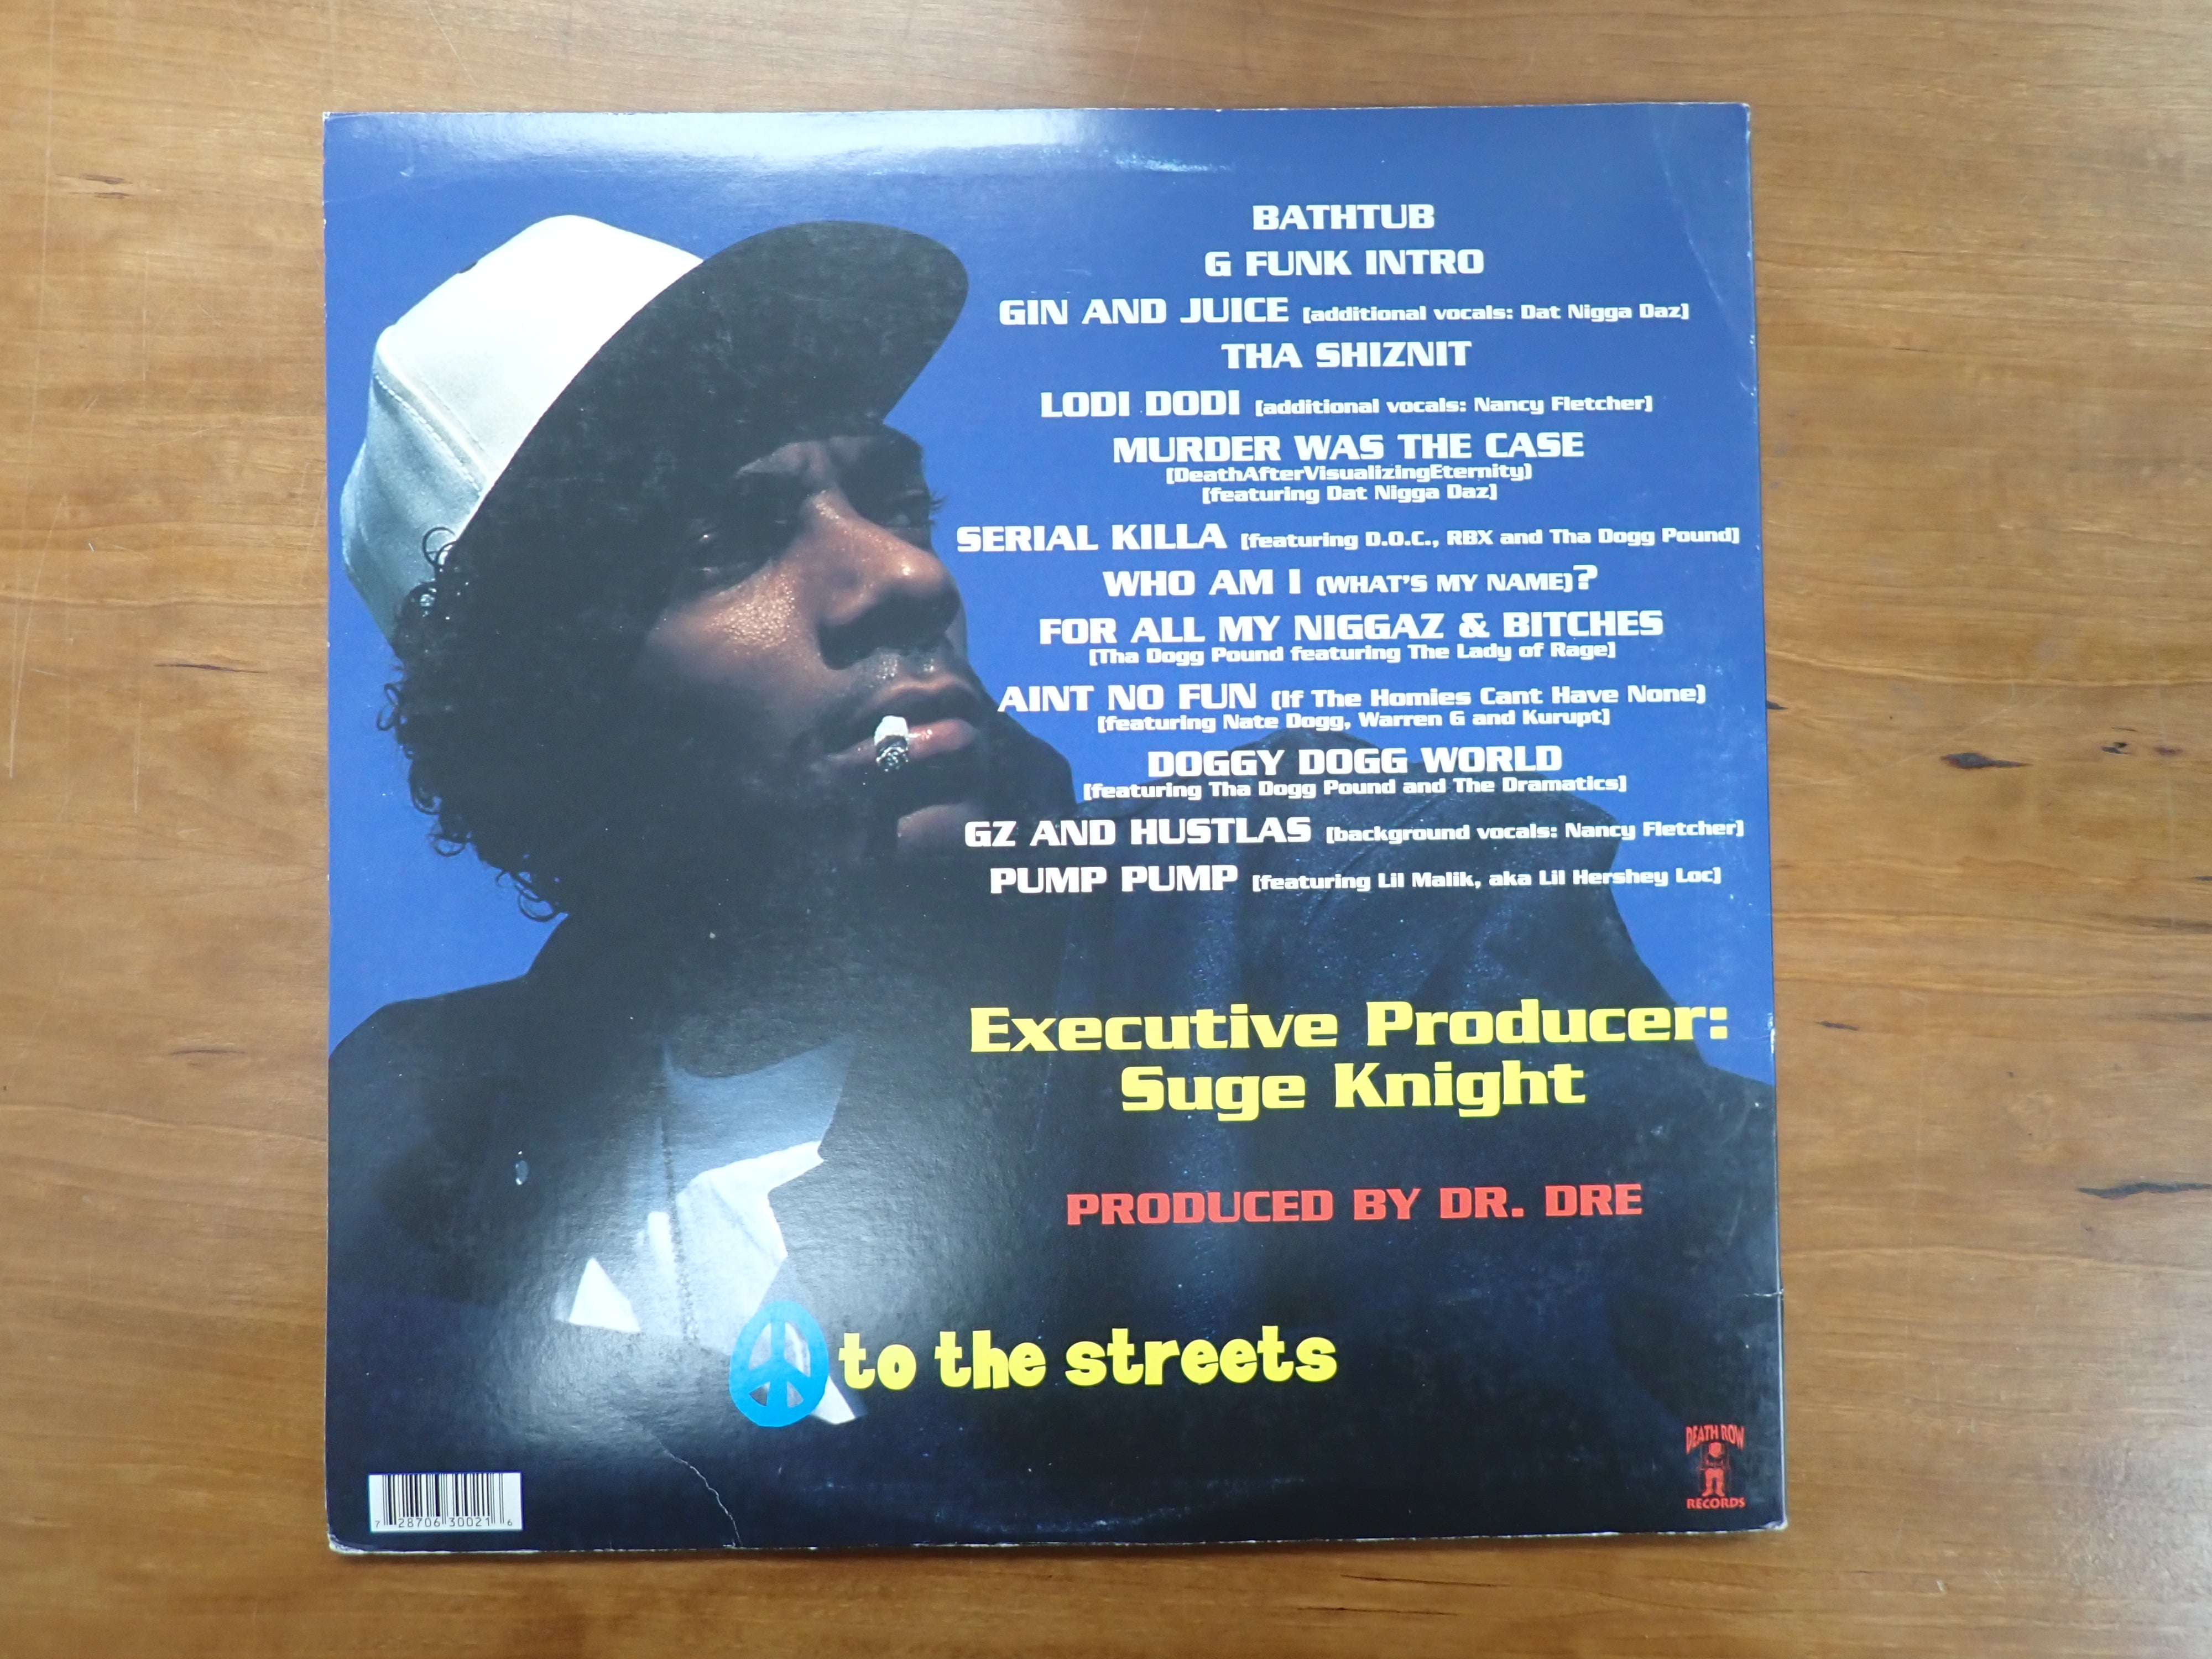 BATHTUB
G FUNK INTRO
GIN AND JUICE [additional vocals: Dat Nigga Daz]
THA SHIZNIT
LODI DODI [additional vocals: Nancy Fletcher]
MURDER WAS THE CASE
(DeathAfterVisualizingEternity)
[featuring Dat Nigga Daz]
SERIAL KILLA [featuring D.O.C., RBX and Tha Dogg Pound]
WHO AM I (WHAT'S MY NAME)?
FOR ALL MY NIGGAZ & BITCHES
[Tha Dogg Pound featuring The Lady of Rage]
AINT NO FUN (If The Homies Cant Have None)
[featuring Nate Dogg, Warren G and Kurupt]
DOGGY DOGG WORLD
[featuring Tha Dogg Pound and The Dramatics]
GZ AND HUSTLAS [background vocals: Nancy Fletcher]
PUMP PUMP [featuring Lil Malik, aka Lil Hershey Loc]
Executive Producer:
Suge Knight
PRODUCED BY DR. DRE
to the streets
DEATH ROW
RECORDS
7 28706 30021 6